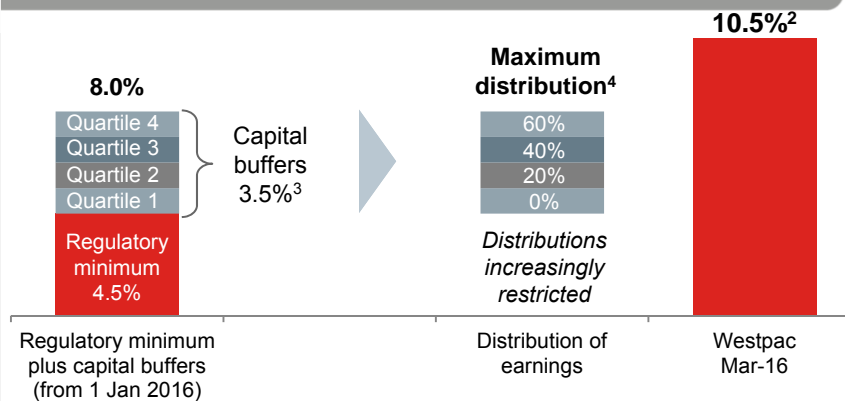 8.0%
Quartile 4
Quartile 3
Quartile 2
Quartile 1
Regulatory
minimum
4.5%
Capital
buffers
3.5%³
Maximum
distribution⁴
60%
40%
20%
0%
Distributions
increasingly
restricted
10.5%²
Regulatory minimum
plus capital buffers
(from 1 Jan 2016)
Distribution of
earnings
Westpac
Mar-16